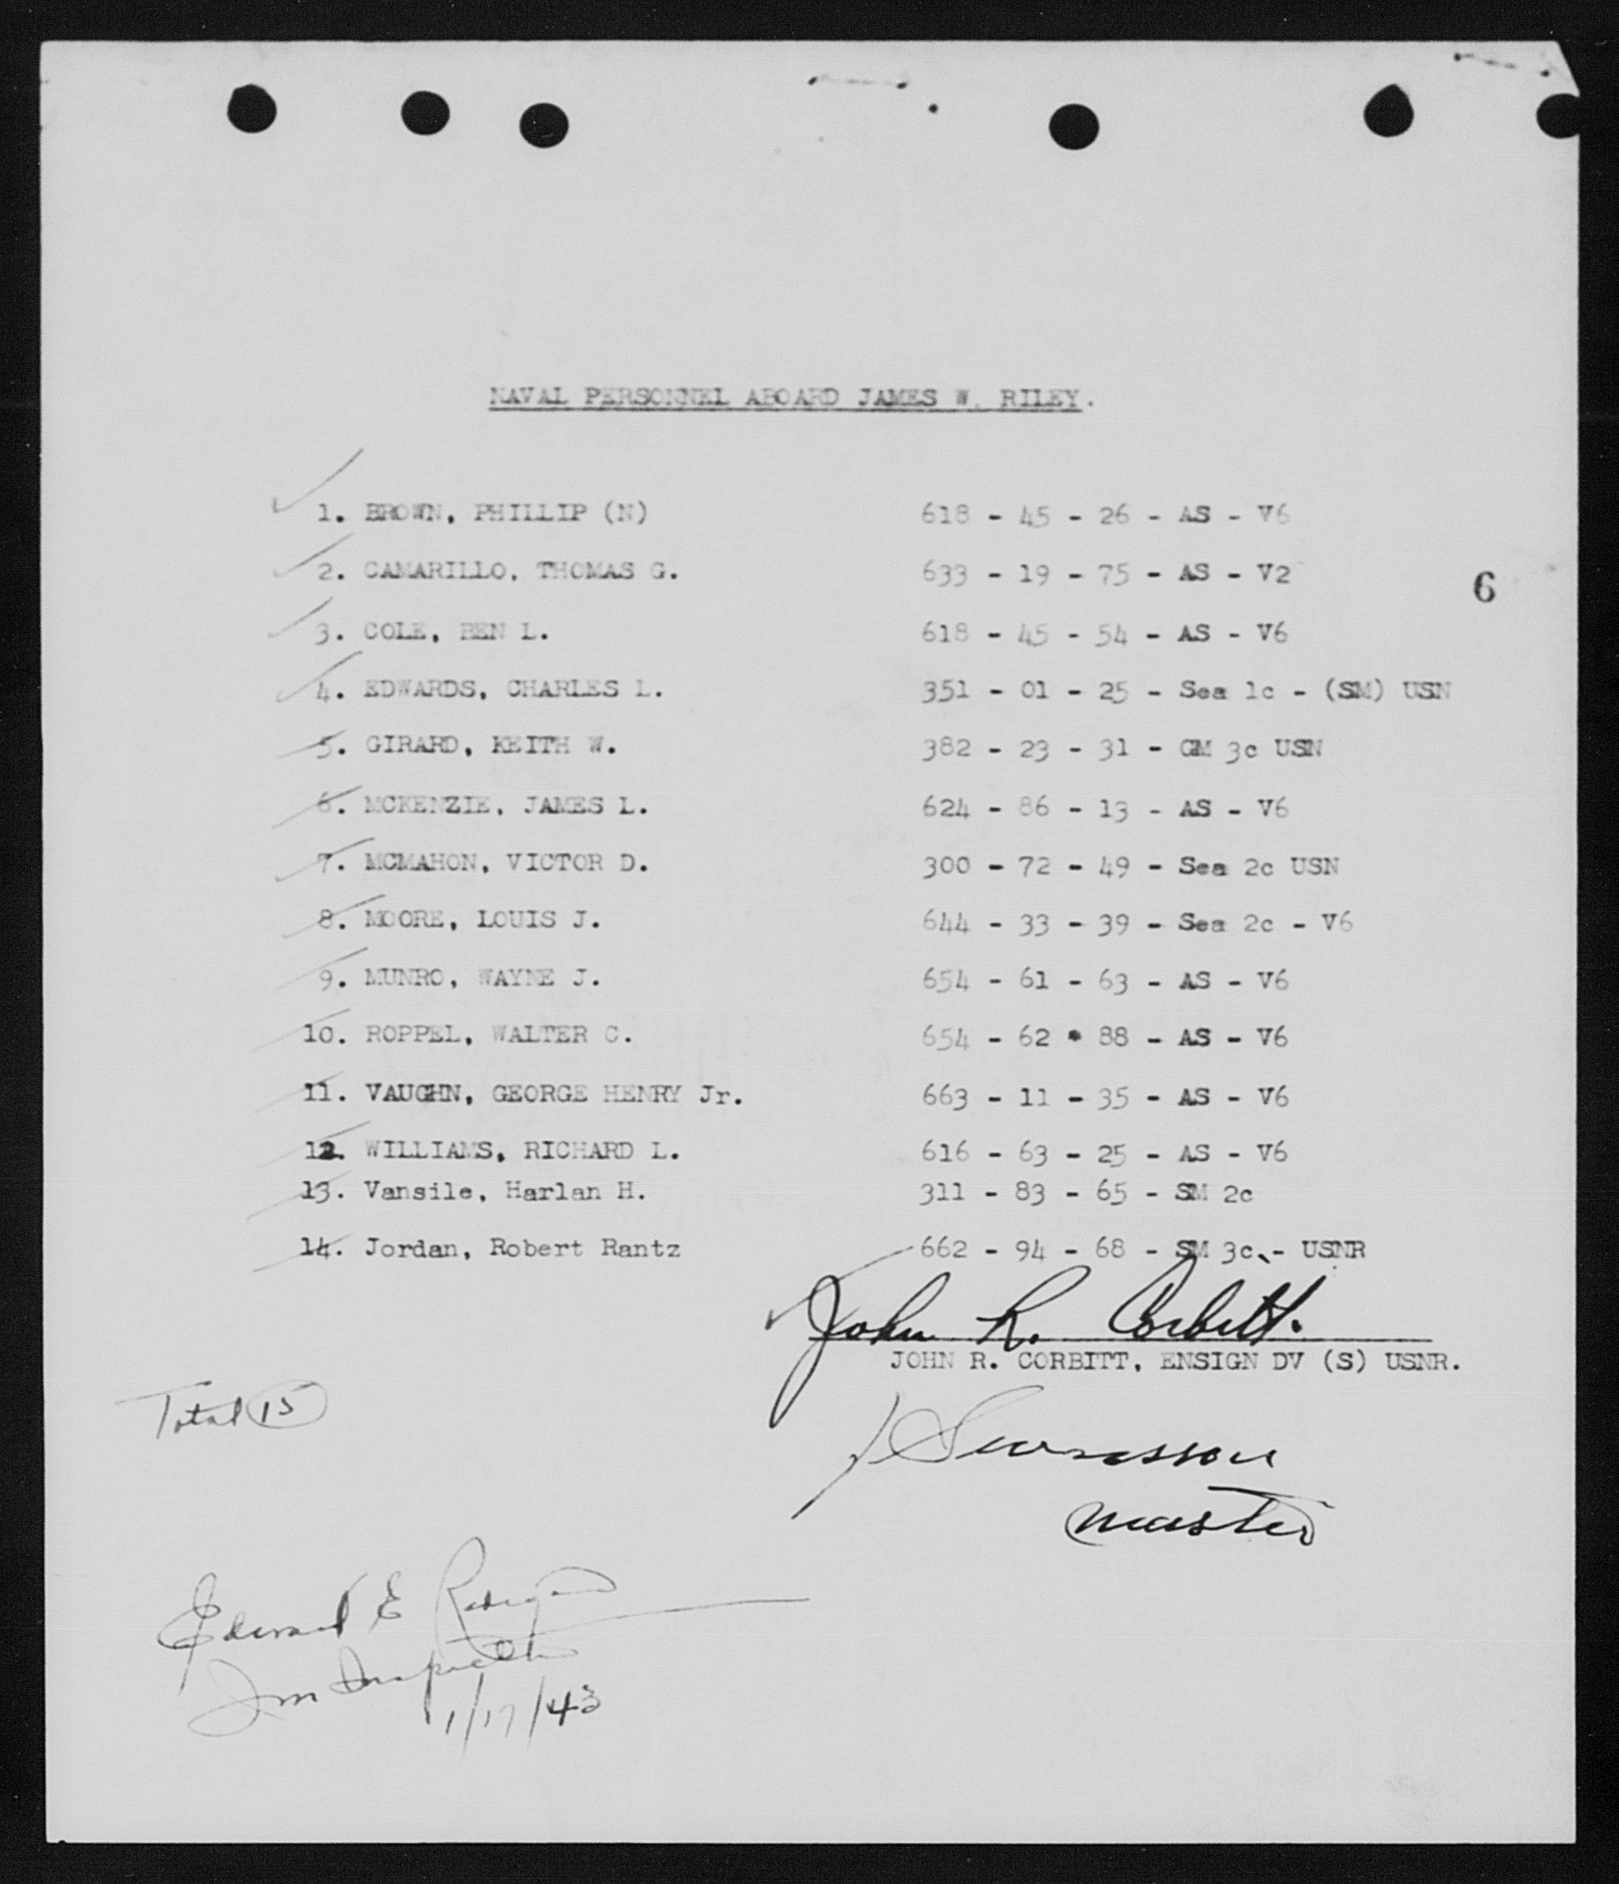 NAVAL PERSONNEL ABOARD JAMES W. RILEY.
1. BROWN, PHILLIP (N) 618 - 45 - 26 - AS - V6
2. CAMARILLO, THOMAS G. 633 - 19 - 75 - AS - V2
6
3. COLE, BEN L. 618 - 45 - 54 - AS - V6
4. EDWARDS, CHARLES L. 351 - 01 - 25 - Sea 1c - (SM) USN
5. GIRARD, KEITH W. 382 - 23 - 31 - GM 3c USN
6. MCKENZIE, JAMES L. 624 - 86 - 13 - AS - V6
7. MCMAHON, VICTOR D. 300 - 72 - 49 - Sea 2c USN
8. MOORE, LOUIS J. 644 - 33 - 39 - Sea 2c - V6
9. MUNRO, WAYNE J. 654 - 61 - 63 - AS - V6
10. ROPPEL, WALTER C. 654 - 62 * 88 - AS - V6
11. VAUGHN, GEORGE HENRY Jr. 663 - 11 - 35 - AS - V6
12. WILLIAMS, RICHARD L. 616 - 63 - 25 - AS - V6
13. Vansile, Harlan H. 311 - 83 - 65 - SM 2c
14. Jordan, Robert Rantz 662 - 94 - 68 - SM 3c - USNR
John R. Corbitt.
JOHN R. CORBITT, ENSIGN DV (S) USNR.
Total 15
Swansson
master
Edward E
Imm Inspector
1/17/43